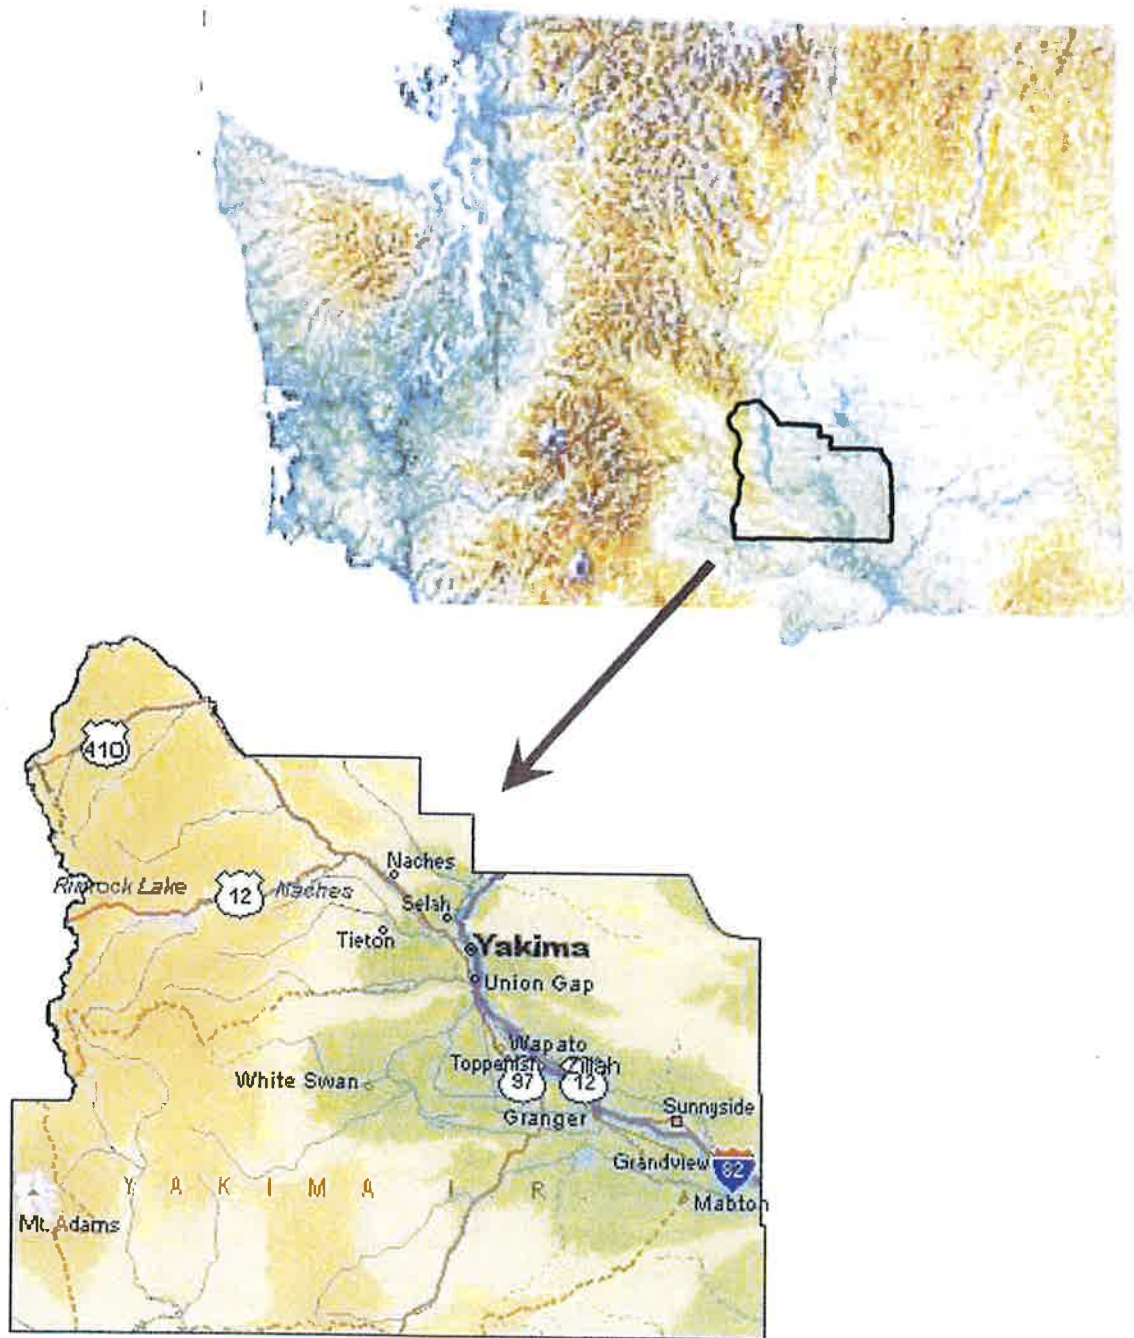 410
Naches
Rimrock Lake
12
Naches
Selah
Tieton
Yakima
Union Gap
Wapato
Toppenish
Zillah
97
12
White Swan
Granger
Sunnyside
Grandview
82
Mabton
Y A K I M A I R
Mt. Adams